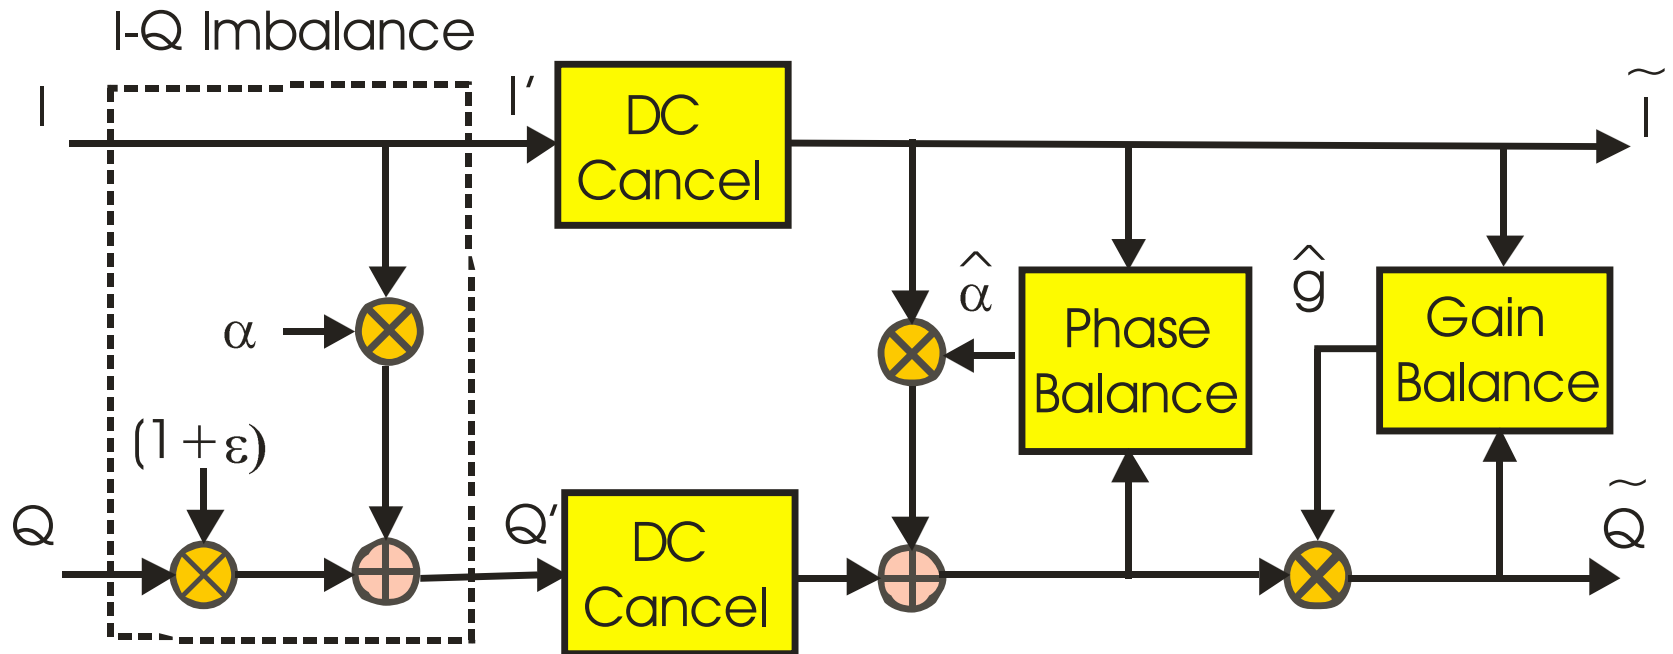 I-Q Imbalance
I
I′
DC
Cancel
~
I
α
(1+ε)
α̂
Phase
Balance
ĝ
Gain
Balance
Q
Q′
DC
Cancel
~
Q